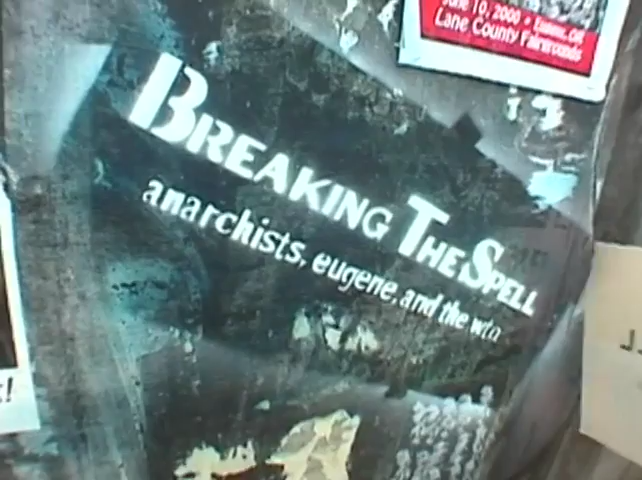 June 10, 2000 • Eugene, OR
Lane County Fairgrounds
BREAKING THE SPELL
anarchists, eugene, and the wto